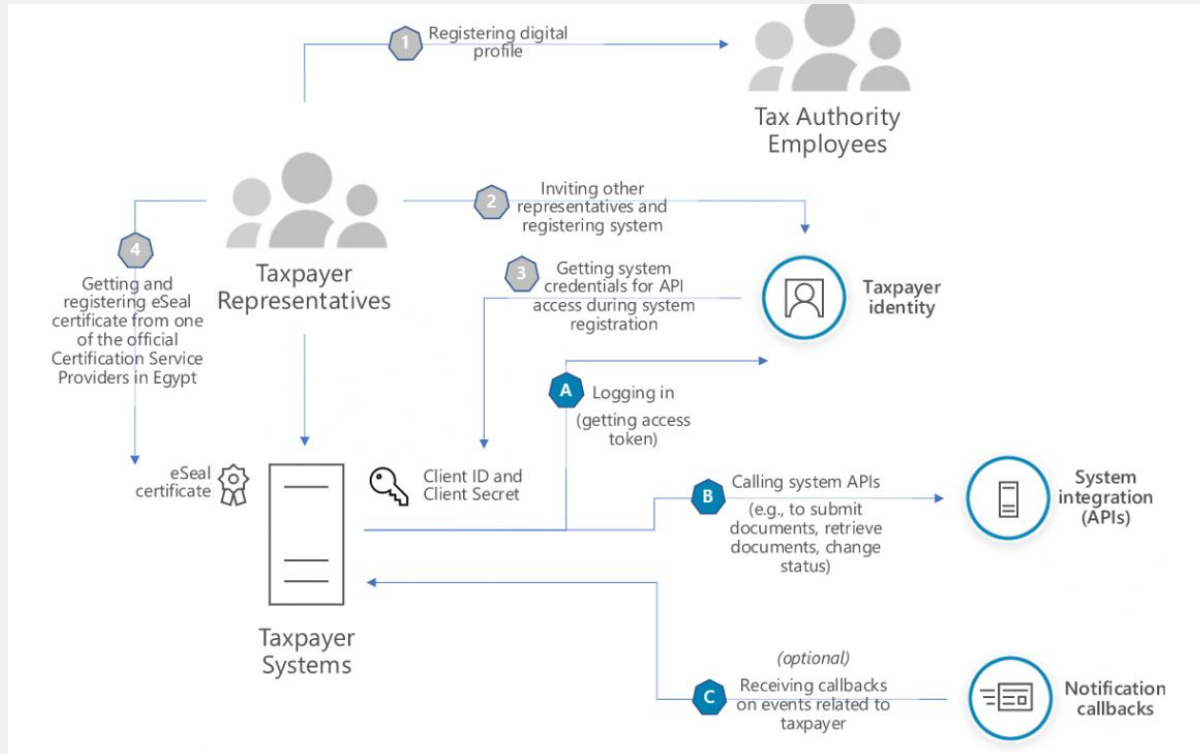 1
Registering digital
profile
Tax Authority
Employees
2
Inviting other
representatives and
registering system
4
Getting and
registering eSeal
certificate from one
of the official
Certification Service
Providers in Egypt
Taxpayer
Representatives
3
Getting system
credentials for API
access during system
registration
Taxpayer
identity
A
Logging in
(getting access
token)
eSeal
certificate
Client ID and
Client Secret
B
Calling system APIs
(e.g., to submit
documents, retrieve
documents, change
status)
System
integration
(APIs)
Taxpayer
Systems
(optional)
C
Receiving callbacks
on events related to
taxpayer
Notification
callbacks